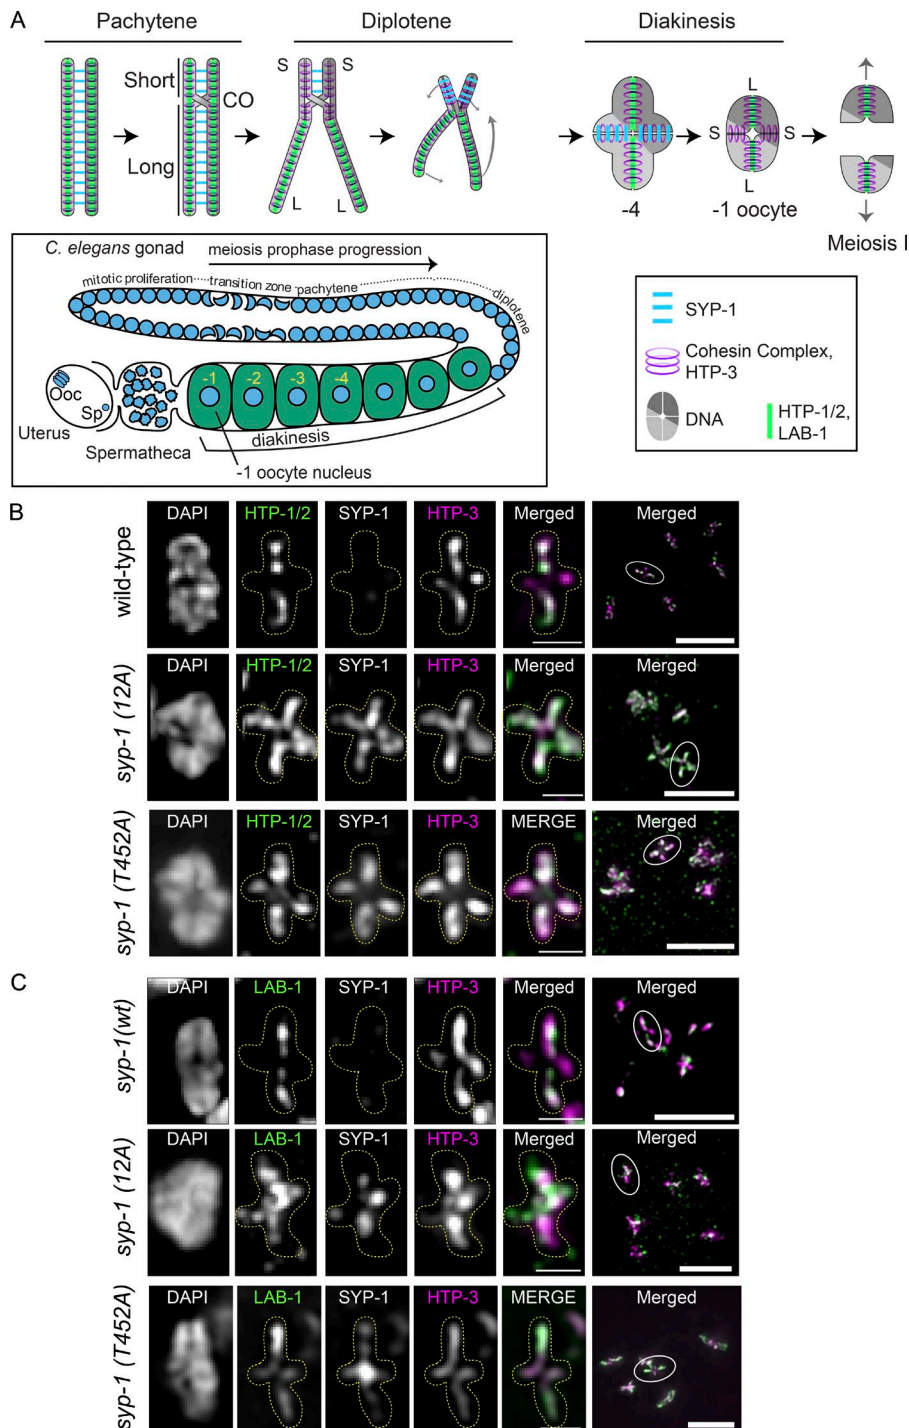 A
Pachytene
Diplotene
Diakinesis
Short
CO
Long
S
S
L
L
L
S
S
L
-4
-1 oocyte
Meiosis I
C. elegans gonad
meiosis prophase progression
mitotic proliferation
transition zone
pachytene
diplotene
-1
-2
-3
-4
Ooc
Sp
Uterus
Spermatheca
diakinesis
-1 oocyte nucleus
SYP-1
Cohesin Complex,
HTP-3
DNA
HTP-1/2,
LAB-1
B
wild-type
DAPI
HTP-1/2
SYP-1
HTP-3
Merged
Merged
syp-1 (12A)
DAPI
HTP-1/2
SYP-1
HTP-3
Merged
Merged
syp-1 (T452A)
DAPI
HTP-1/2
SYP-1
HTP-3
MERGE
Merged
C
syp-1(wt)
DAPI
LAB-1
SYP-1
HTP-3
Merged
Merged
syp-1 (12A)
DAPI
LAB-1
SYP-1
HTP-3
Merged
Merged
syp-1 (T452A)
DAPI
LAB-1
SYP-1
HTP-3
MERGE
Merged